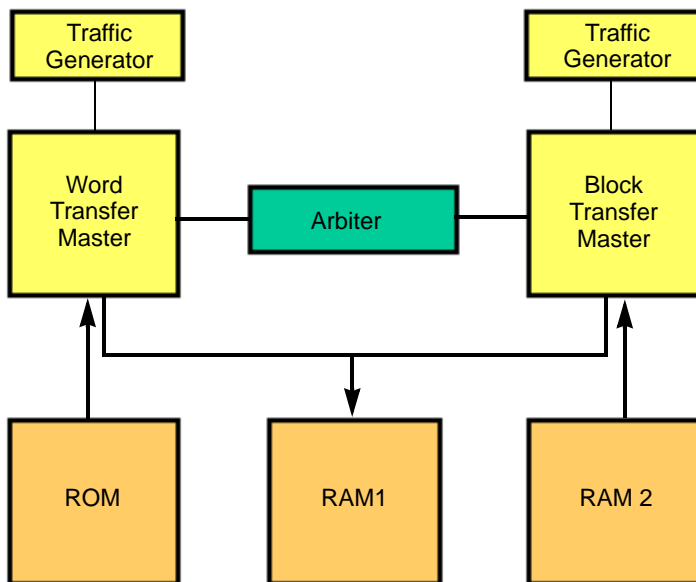 Traffic
Generator
Traffic
Generator
Word
Transfer
Master
Arbiter
Block
Transfer
Master
ROM
RAM1
RAM 2